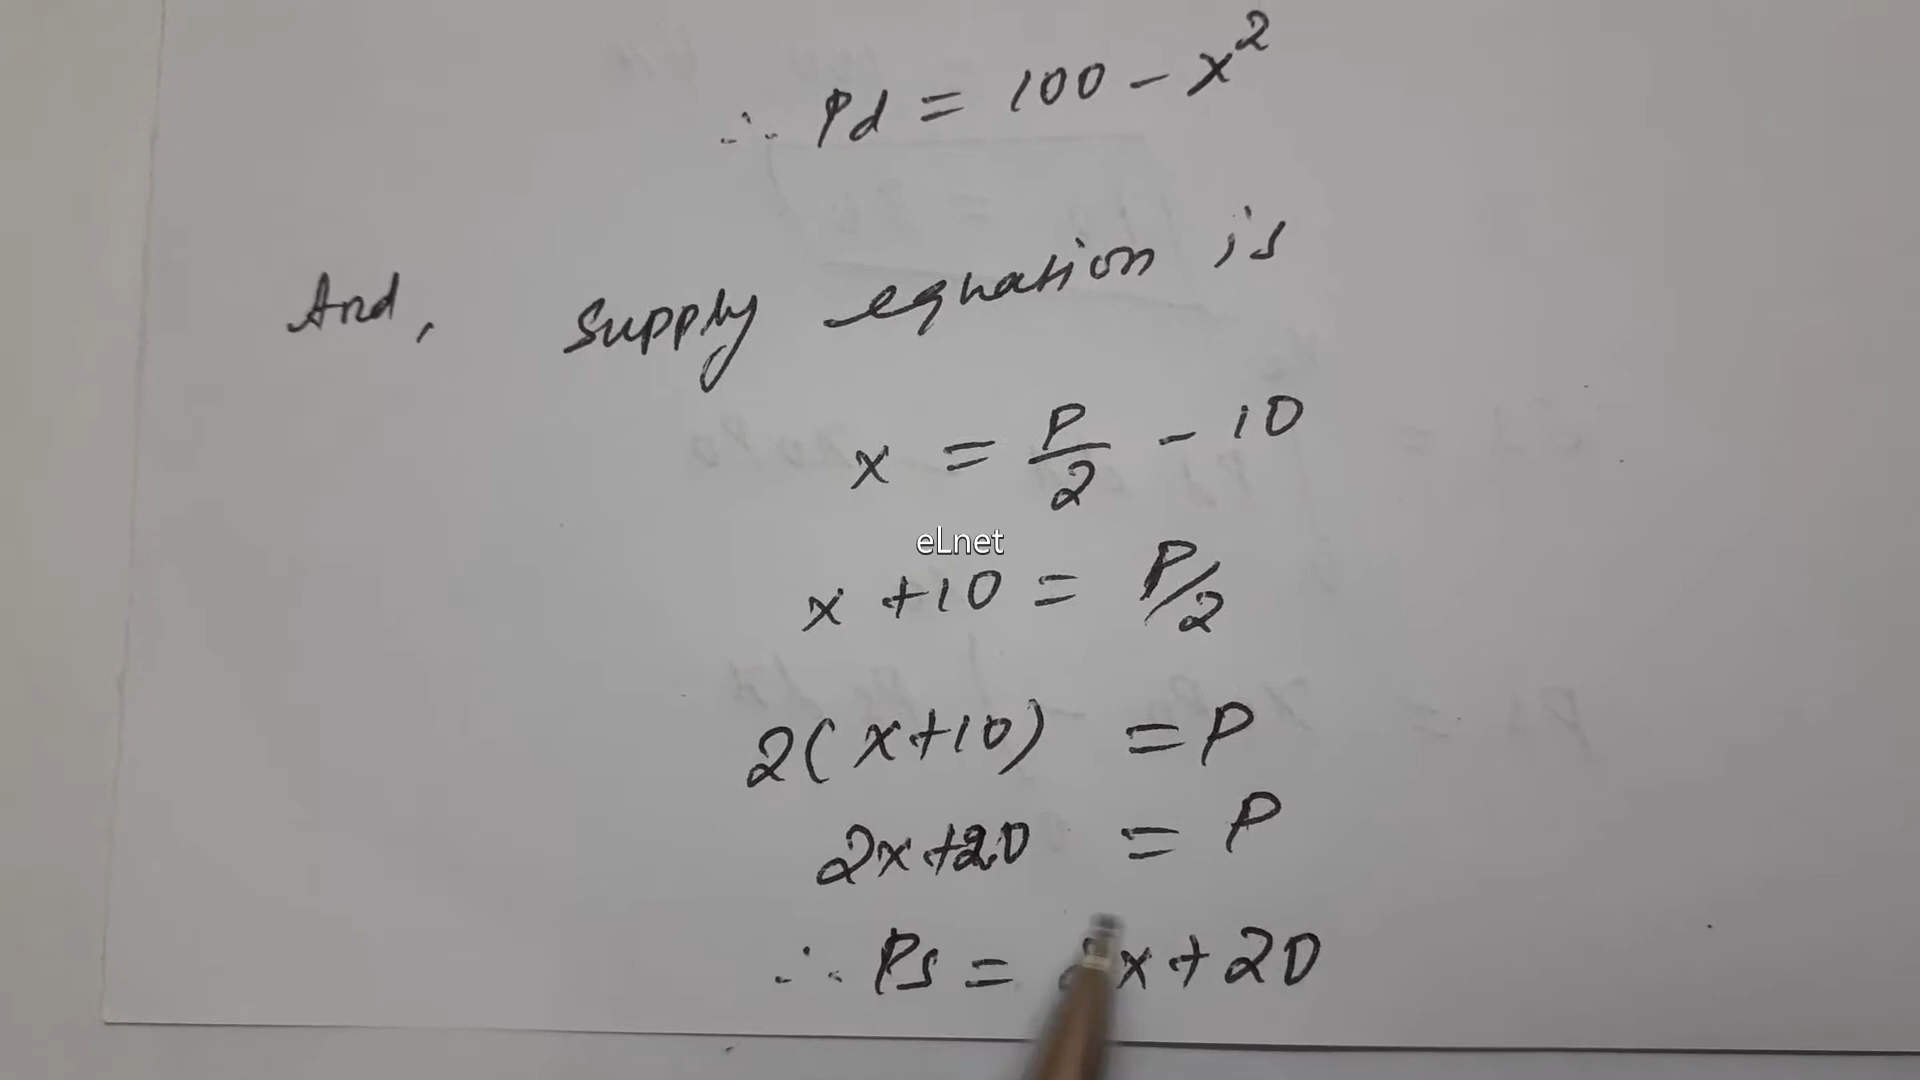 ∴ Pd = 100 - x²
And, supply equation is
x = P/2 - 10
eLnet
x + 10 = P/2
2(x+10) = P
2x+20 = P
∴ Ps = x + 20